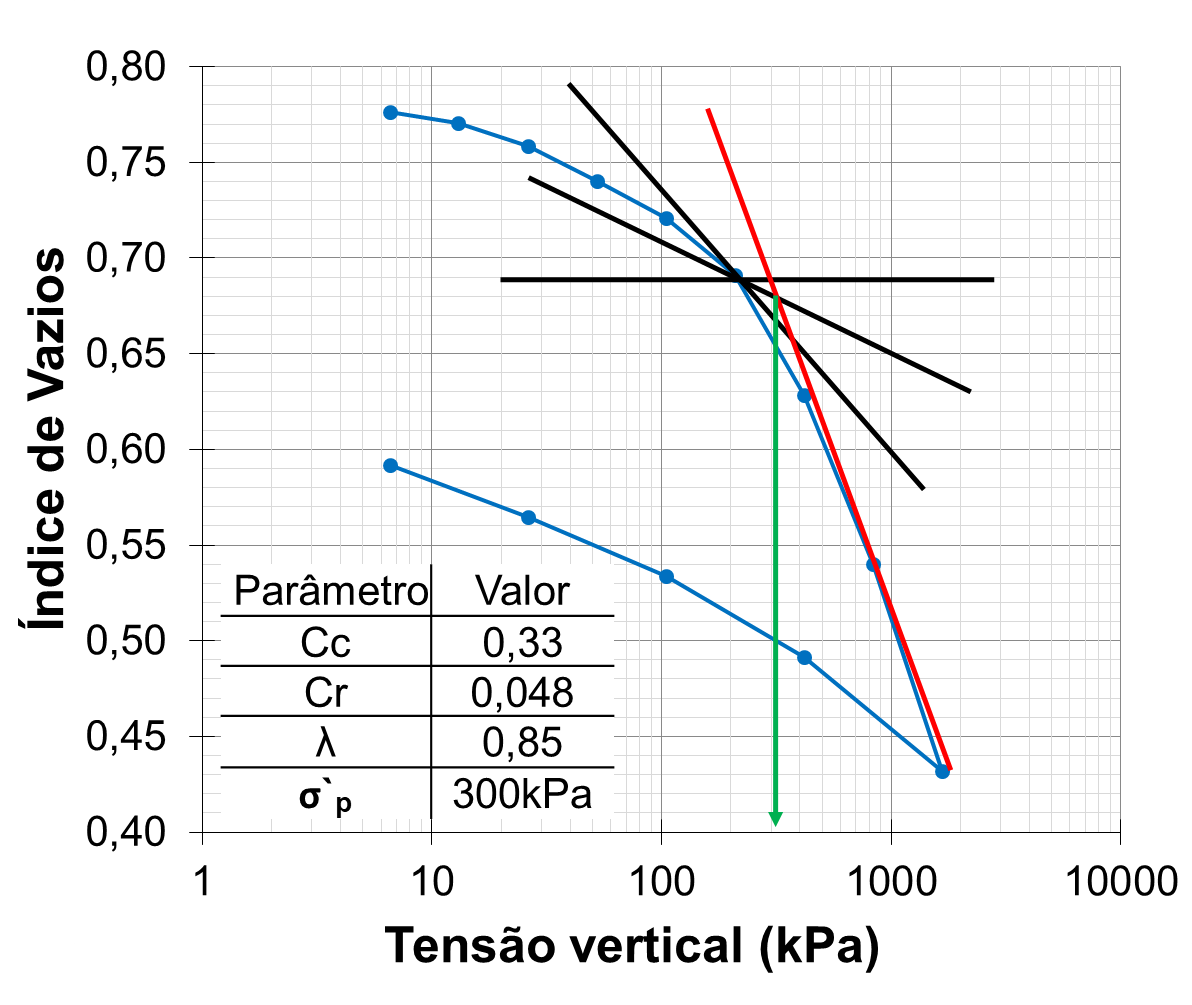 Índice de Vazios
0,80
0,75
0,70
0,65
0,60
0,55
0,50
0,45
0,40
Parâmetro Valor
Cc 0,33
Cr 0,048
λ 0,85
σ`p 300kPa
1 10 100 1000 10000
Tensão vertical (kPa)